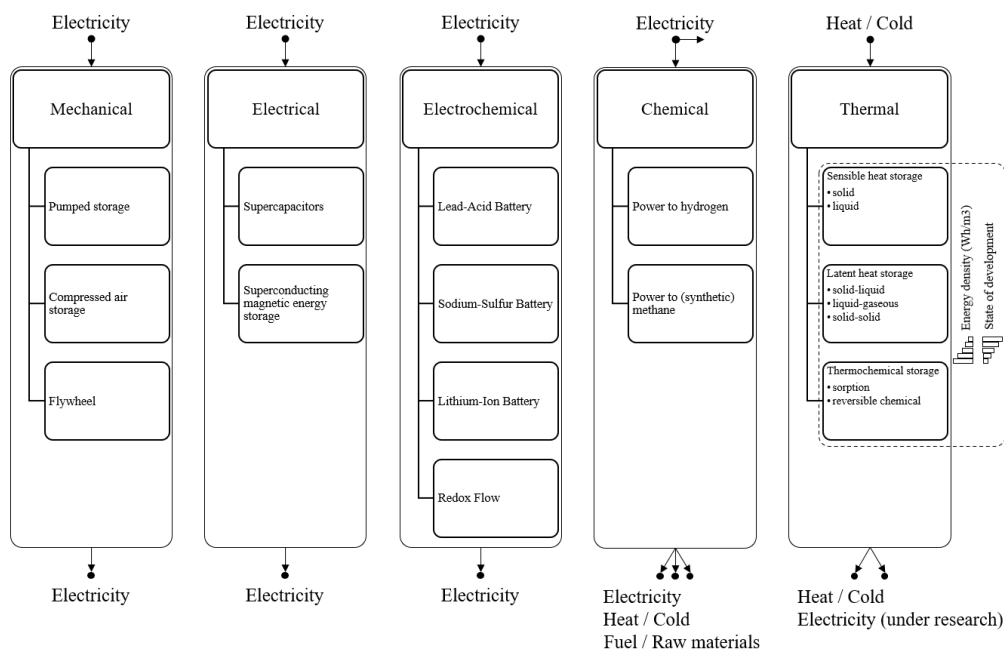 Electricity
Electricity
Electricity
Electricity
Heat / Cold
Mechanical
Electrical
Electrochemical
Chemical
Thermal
Pumped storage
Compressed air
storage
Flywheel
Supercapacitors
Superconducting
magnetic energy
storage
Lead-Acid Battery
Sodium-Sulfur Battery
Lithium-Ion Battery
Redox Flow
Power to hydrogen
Power to (synthetic)
methane
Sensible heat storage
• solid
• liquid
Latent heat storage
• solid-liquid
• liquid-gaseous
• solid-solid
Thermochemical storage
• sorption
• reversible chemical
Energy density (Wh/m3)
State of development
Electricity
Electricity
Electricity
Electricity
Heat / Cold
Fuel / Raw materials
Heat / Cold
Electricity (under research)